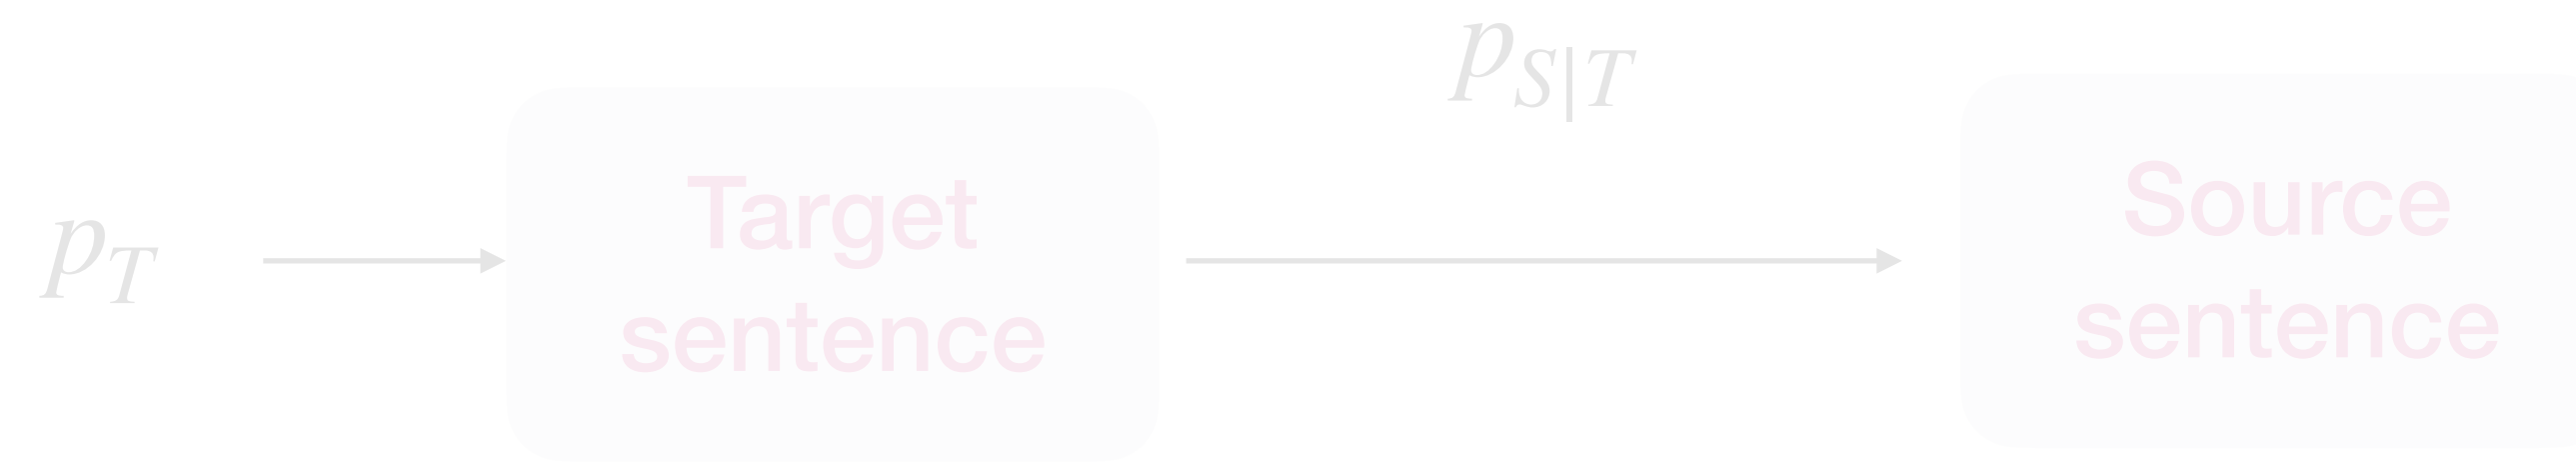 p_{S|T}
Target
sentence
Source
sentence
p_T